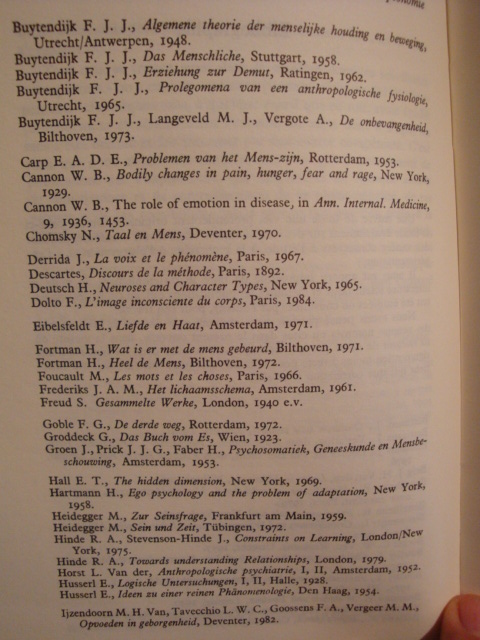 Buytendijk F. J. J., Algemene theorie der menselijke houding en beweging,
Utrecht/Antwerpen, 1948.
Buytendijk F. J. J., Das Menschliche, Stuttgart, 1958.
Buytendijk F. J. J., Erziehung zur Demut, Ratingen, 1962.
Buytendijk F. J. J., Prolegomena van een anthropologische fysiologie,
Utrecht, 1965.
Buytendijk F. J. J., Langeveld M. J., Vergote A., De onbevangenheid,
Bilthoven, 1973.
Carp E. A. D. E., Problemen van het Mens-zijn, Rotterdam, 1953.
Cannon W. B., Bodily changes in pain, hunger, fear and rage, New York,
1929.
Cannon W. B., The role of emotion in disease, in Ann. Internal. Medicine,
9, 1936, 1453.
Chomsky N., Taal en Mens, Deventer, 1970.
Derrida J., La voix et le phénomène, Paris, 1967.
Descartes, Discours de la méthode, Paris, 1892.
Deutsch H., Neuroses and Character Types, New York, 1965.
Dolto F., L'image inconsciente du corps, Paris, 1984.
Eibelsfeldt E., Liefde en Haat, Amsterdam, 1971.
Fortman H., Wat is er met de mens gebeurd, Bilthoven, 1971.
Fortman H., Heel de Mens, Bilthoven, 1972.
Foucault M., Les mots et les choses, Paris, 1966.
Frederiks J. A. M., Het lichaamsschema, Amsterdam, 1961.
Freud S. Gesammelte Werke, London, 1940 e.v.
Goble F. G., De derde weg, Rotterdam, 1972.
Groddeck G., Das Buch vom Es, Wien, 1923.
Groen J., Prick J. J. G., Faber H., Psychosomatiek, Geneeskunde en Mensbe-
schouwing, Amsterdam, 1953.
Hall E. T., The hidden dimension, New York, 1969.
Hartmann H., Ego psychology and the problem of adaptation, New York,
1958.
Heidegger M., Zur Seinsfrage, Frankfurt am Main, 1959.
Heidegger M., Sein und Zeit, Tübingen, 1972.
Hinde R. A., Stevenson-Hinde J., Constraints on Learning, London/New
York, 1975.
Hinde R. A., Towards understanding Relationships, London, 1979.
Horst L. Van der, Anthropologische psychiatrie, I, II, Amsterdam, 1952.
Husserl E., Logische Untersuchungen, I, II, Halle, 1928.
Husserl E., Ideen zu einer reinen Phänomenologie, Den Haag, 1954.
Ijzendoorn M. H. Van, Tavecchio L. W. C., Goossens F. A., Vergeer M. M.,
Opvoeden in geborgenheid, Deventer, 1982.